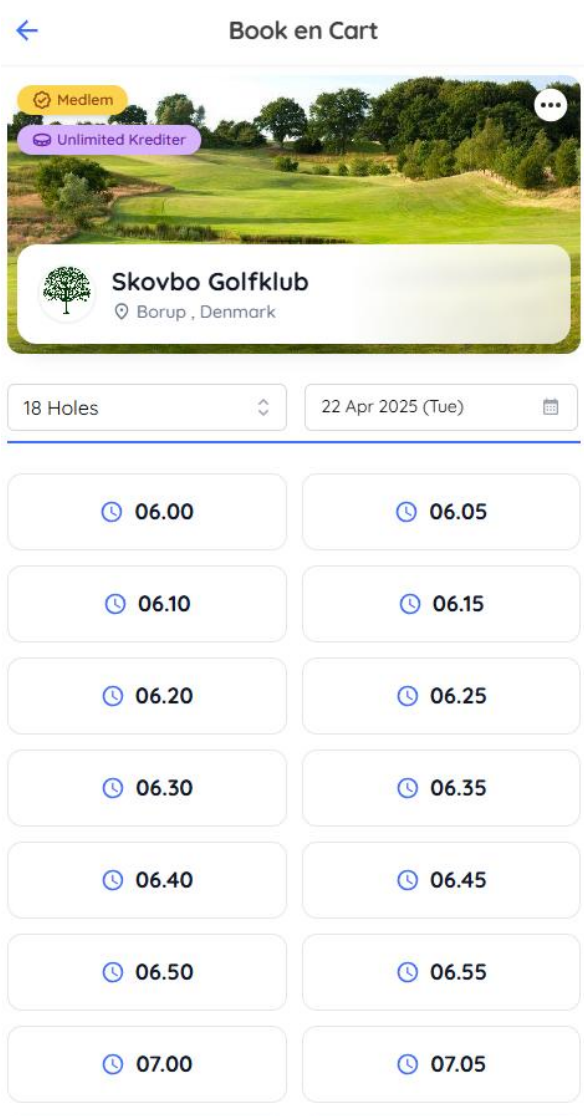 Book en Cart
Medlem
Unlimited Krediter
Skovbo Golfklub
Borup , Denmark
18 Holes
22 Apr 2025 (Tue)
06.00
06.05
06.10
06.15
06.20
06.25
06.30
06.35
06.40
06.45
06.50
06.55
07.00
07.05